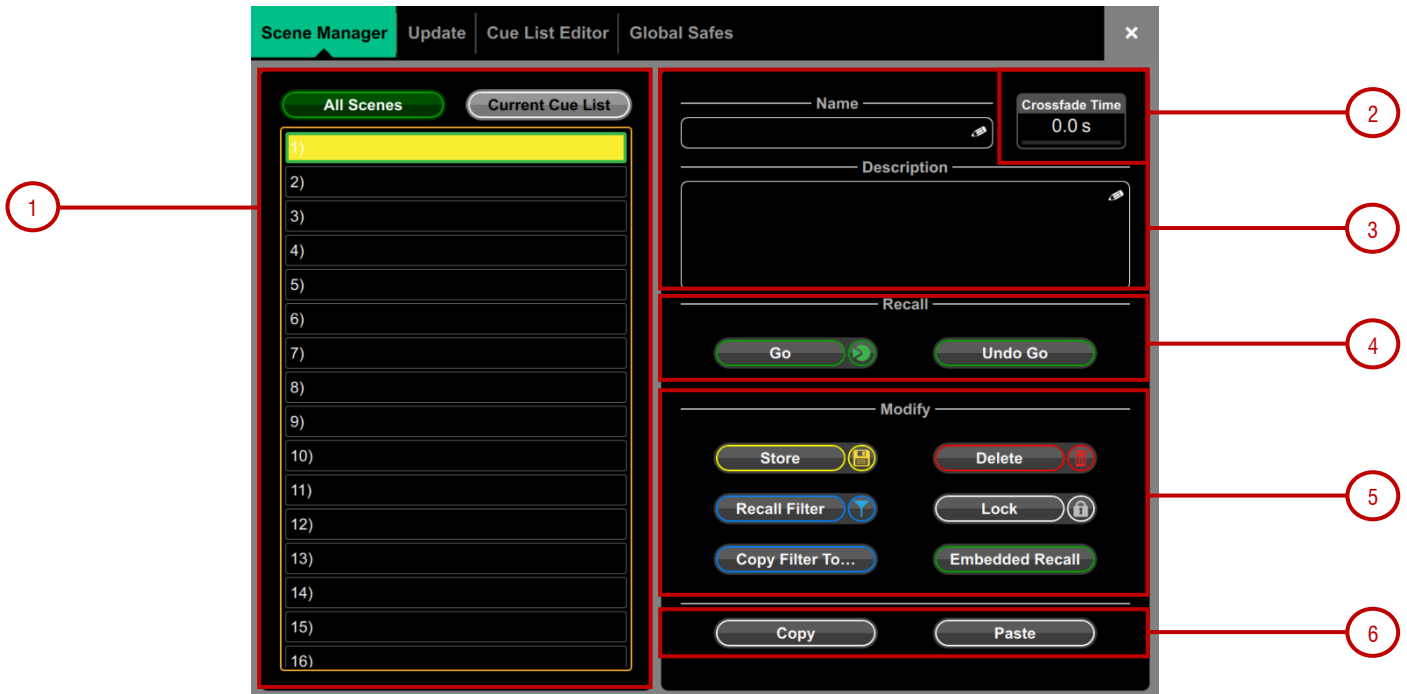 Scene Manager Update Cue List Editor Global Safes ×
All Scenes Current Cue List
1)
2)
3)
4)
5)
6)
7)
8)
9)
10)
11)
12)
13)
14)
15)
16)
Name
Crossfade Time
0.0 s
Description
Recall
Go Undo Go
Modify
Store Delete
Recall Filter Lock
Copy Filter To... Embedded Recall
Copy Paste
1
2
3
4
5
6